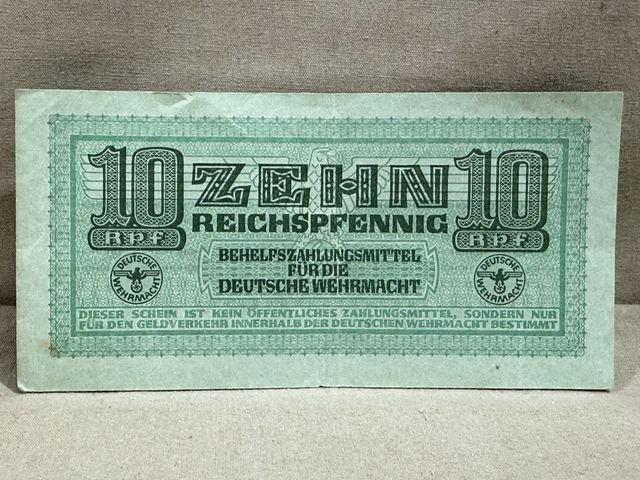 10 ZEHN 10
REICHSPFENNIG
RPF RPF
BEHELFSZAHLUNGSMITTEL
FÜR DIE
DEUTSCHE WEHRMACHT
DEUTSCHE WEHRMACHT
DEUTSCHE WEHRMACHT
DIESER SCHEIN IST KEIN ÖFFENTLICHES ZAHLUNGSMITTEL, SONDERN NUR
FÜR DEN GELDVERKEHR INNERHALB DER DEUTSCHEN WEHRMACHT BESTIMMT